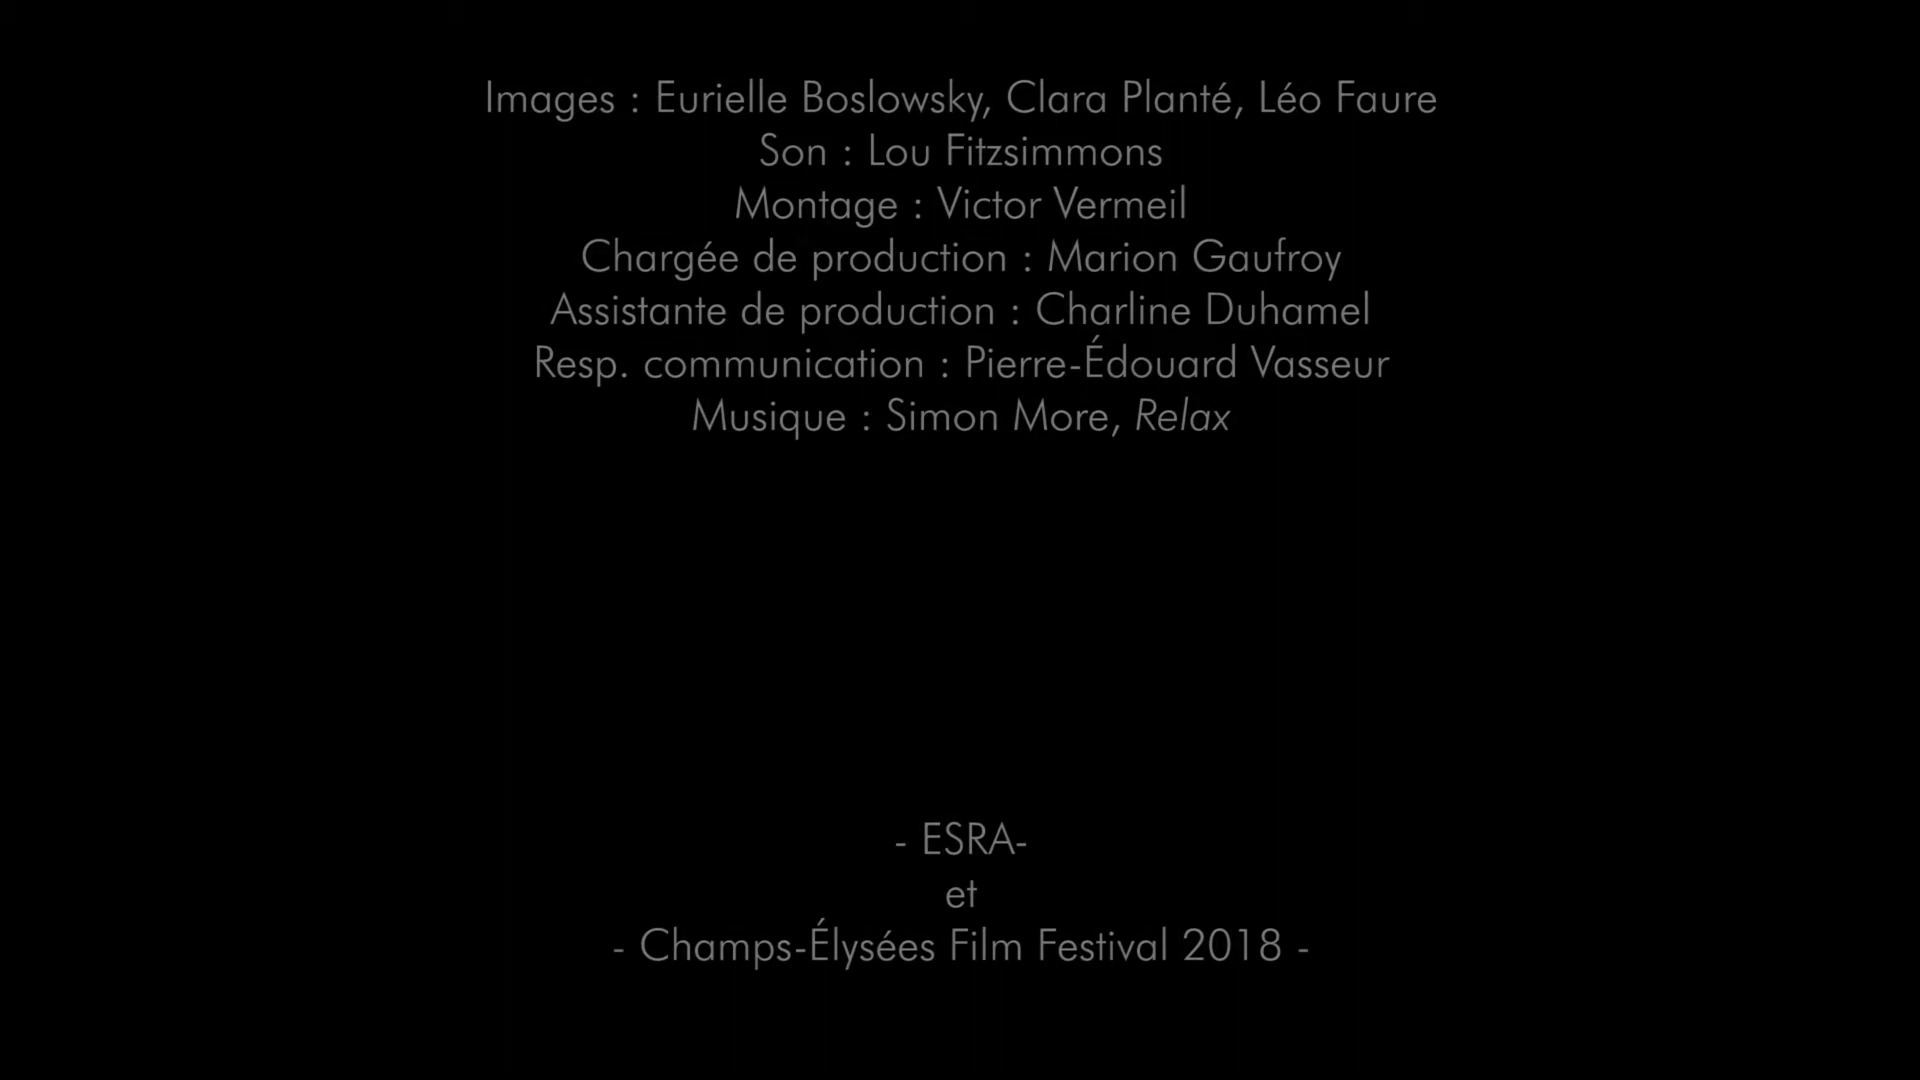 Images : Eurielle Boslowsky, Clara Planté, Léo Faure
Son : Lou Fitzsimmons
Montage : Victor Vermeil
Chargée de production : Marion Gaufroy
Assistante de production : Charline Duhamel
Resp. communication : Pierre-Édouard Vasseur
Musique : Simon More, Relax
- ESRA-
et
- Champs-Élysées Film Festival 2018 -